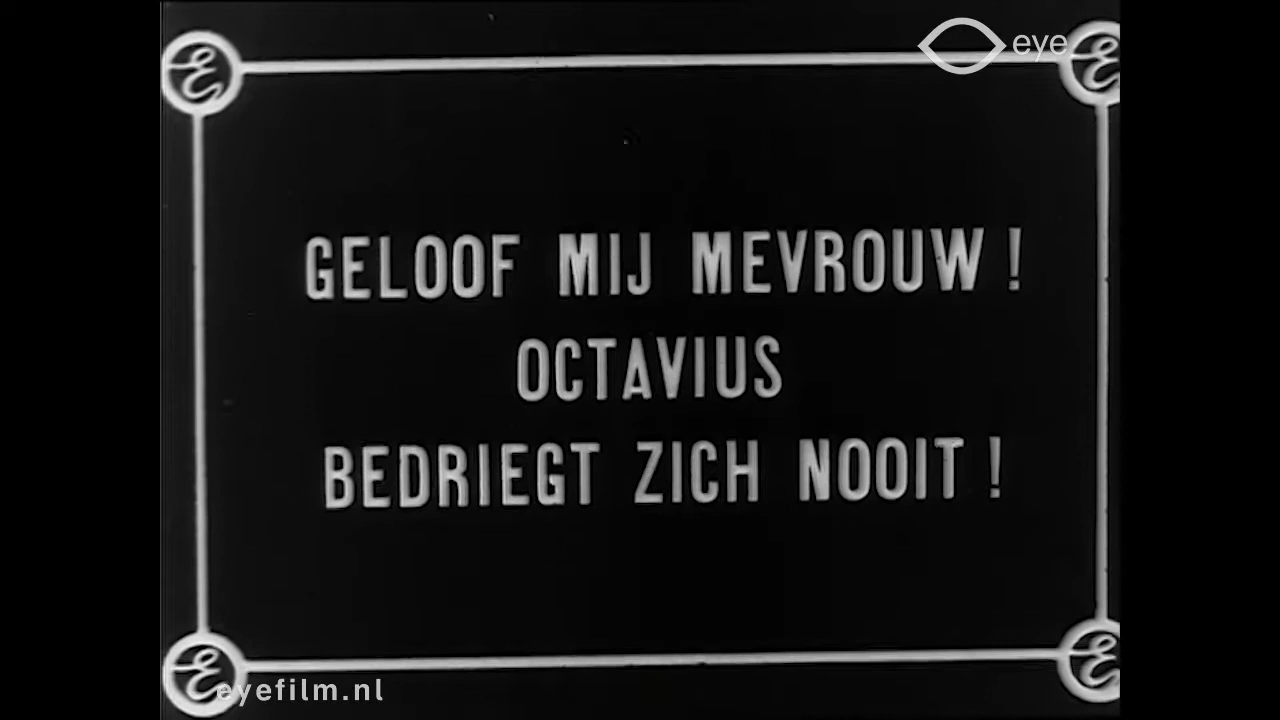 eye
GELOOF MIJ MEVROUW !
OCTAVIUS
BEDRIEGT ZICH NOOIT !
eyefilm.nl